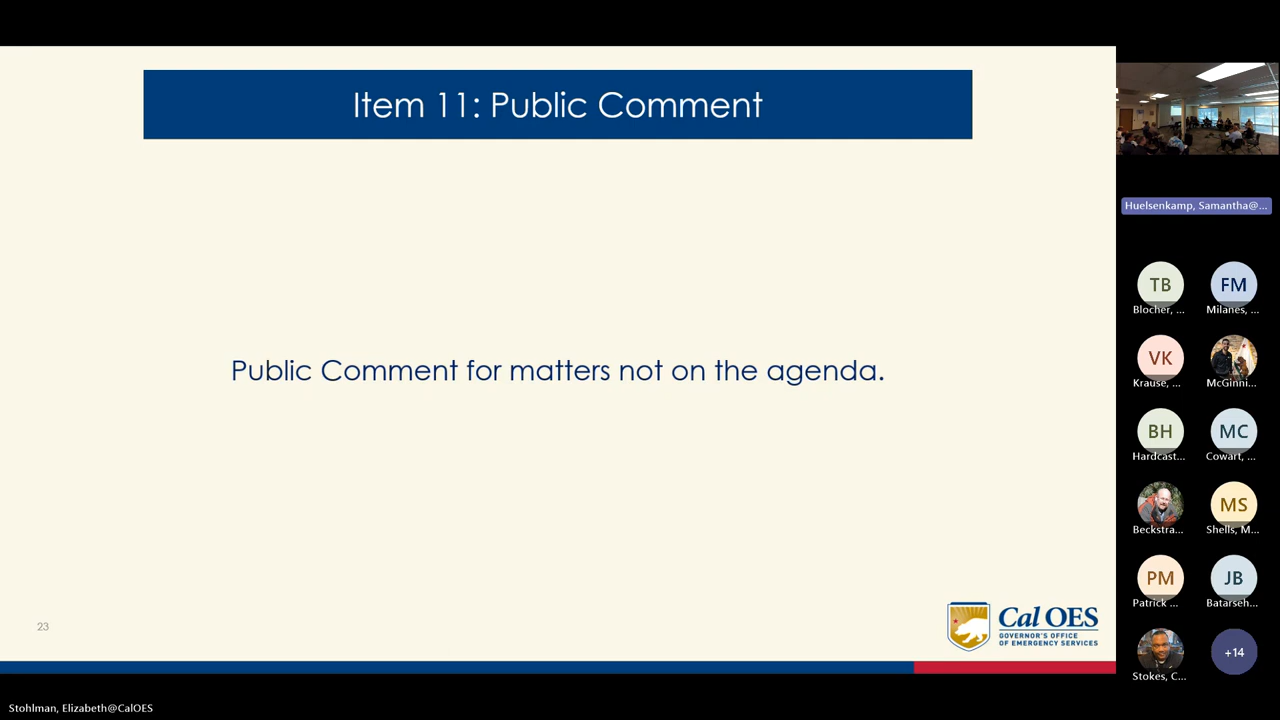 Item 11: Public Comment
Public Comment for matters not on the agenda.
23
Cal OES
GOVERNOR'S OFFICE
OF EMERGENCY SERVICES
Huelsenkamp, Samantha@...
TB
Blocher, ...
FM
Milanes, ...
VK
Krause, ...
McGinni...
BH
Hardcast...
MC
Cowart, ...
Beckstra...
MS
Shells, M...
PM
Patrick ...
JB
Batarseh...
Stokes, C...
+14
Stohlman, Elizabeth@CalOES